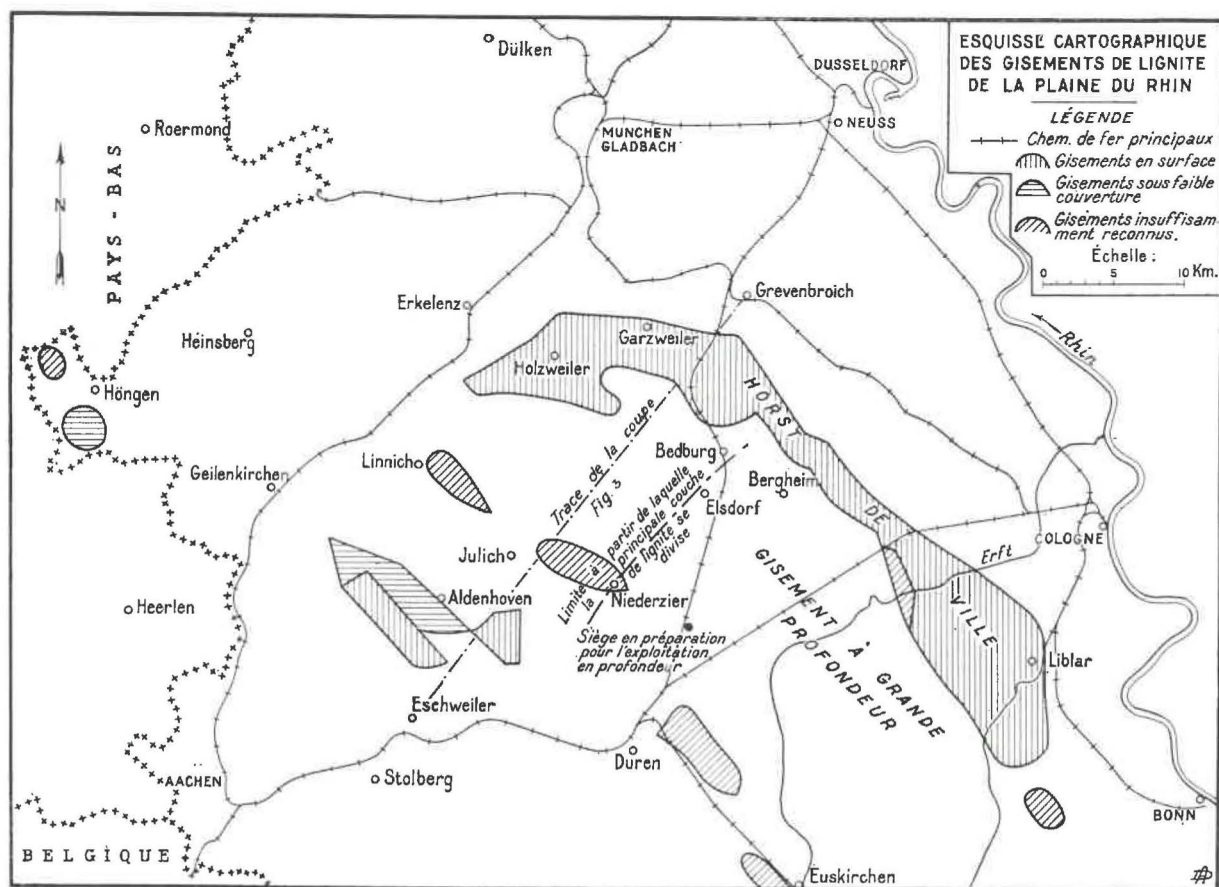 ESQUISSE CARTOGRAPHIQUE
DES GISEMENTS DE LIGNITE
DE LA PLAINE DU RHIN
LÉGENDE
Chem. de fer principaux
Gisements en surface
Gisements sous faible
couverture
Gisements insuffisam-
ment reconnus.
Échelle :
0 5 10 Km.
Dülken
DUSSELDORF
Roermond
MUNCHEN
GLADBACH
NEUSS
N
PAYS-BAS
Erkelenz
Grevenbroich
Heinsberg
Garzweiler
Holzweiler
Rhin
Höngen
HORST
DE
VILLE
Trace de la coupe
Fig. 3
Linnich
Bedburg
Geilenkirchen
Bergheim
Elsdorf
Limite à partir de laquelle
la principale couche
de lignite se
divise
COLOGNE
Erft
Julich
Aldenhoven
Niederzier
Heerlen
GISEMENT
À GRANDE
PROFONDEUR
Siège en préparation
pour l'exploitation
en profondeur
Liblar
Eschweiler
Duren
Stolberg
AACHEN
BONN
BELGIQUE
Euskirchen